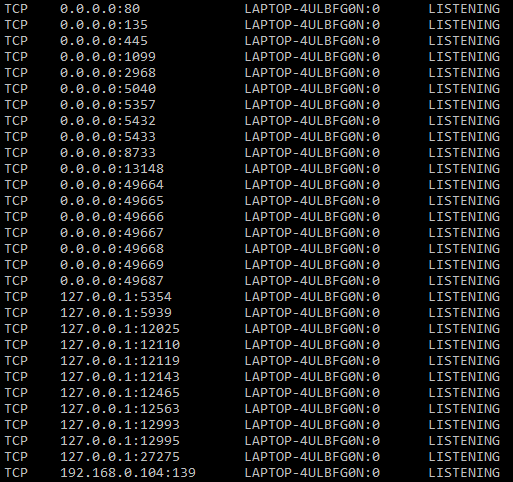 TCP    0.0.0.0:80             LAPTOP-4ULBFG0N:0      LISTENING
TCP    0.0.0.0:135            LAPTOP-4ULBFG0N:0      LISTENING
TCP    0.0.0.0:445            LAPTOP-4ULBFG0N:0      LISTENING
TCP    0.0.0.0:1099           LAPTOP-4ULBFG0N:0      LISTENING
TCP    0.0.0.0:2968           LAPTOP-4ULBFG0N:0      LISTENING
TCP    0.0.0.0:5040           LAPTOP-4ULBFG0N:0      LISTENING
TCP    0.0.0.0:5357           LAPTOP-4ULBFG0N:0      LISTENING
TCP    0.0.0.0:5432           LAPTOP-4ULBFG0N:0      LISTENING
TCP    0.0.0.0:5433           LAPTOP-4ULBFG0N:0      LISTENING
TCP    0.0.0.0:8733           LAPTOP-4ULBFG0N:0      LISTENING
TCP    0.0.0.0:13148          LAPTOP-4ULBFG0N:0      LISTENING
TCP    0.0.0.0:49664          LAPTOP-4ULBFG0N:0      LISTENING
TCP    0.0.0.0:49665          LAPTOP-4ULBFG0N:0      LISTENING
TCP    0.0.0.0:49666          LAPTOP-4ULBFG0N:0      LISTENING
TCP    0.0.0.0:49667          LAPTOP-4ULBFG0N:0      LISTENING
TCP    0.0.0.0:49668          LAPTOP-4ULBFG0N:0      LISTENING
TCP    0.0.0.0:49669          LAPTOP-4ULBFG0N:0      LISTENING
TCP    0.0.0.0:49687          LAPTOP-4ULBFG0N:0      LISTENING
TCP    127.0.0.1:5354         LAPTOP-4ULBFG0N:0      LISTENING
TCP    127.0.0.1:5939         LAPTOP-4ULBFG0N:0      LISTENING
TCP    127.0.0.1:12025        LAPTOP-4ULBFG0N:0      LISTENING
TCP    127.0.0.1:12110        LAPTOP-4ULBFG0N:0      LISTENING
TCP    127.0.0.1:12119        LAPTOP-4ULBFG0N:0      LISTENING
TCP    127.0.0.1:12143        LAPTOP-4ULBFG0N:0      LISTENING
TCP    127.0.0.1:12465        LAPTOP-4ULBFG0N:0      LISTENING
TCP    127.0.0.1:12563        LAPTOP-4ULBFG0N:0      LISTENING
TCP    127.0.0.1:12993        LAPTOP-4ULBFG0N:0      LISTENING
TCP    127.0.0.1:12995        LAPTOP-4ULBFG0N:0      LISTENING
TCP    127.0.0.1:27275        LAPTOP-4ULBFG0N:0      LISTENING
TCP    192.168.0.104:139      LAPTOP-4ULBFG0N:0      LISTENING